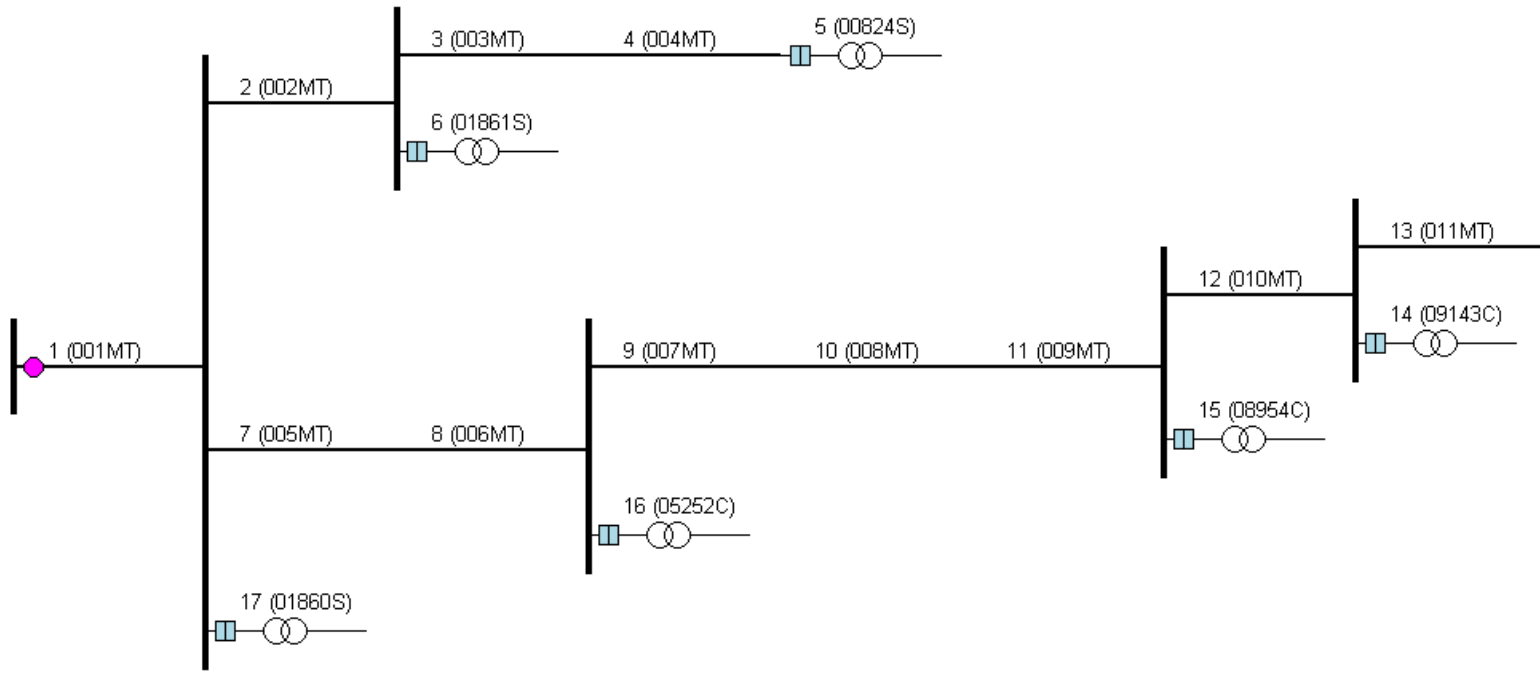 5 (00824S)
3 (003MT)
4 (004MT)
2 (002MT)
6 (01861S)
13 (011MT)
12 (010MT)
14 (09143C)
1 (001MT)
9 (007MT)
10 (008MT)
11 (009MT)
15 (08954C)
7 (005MT)
8 (006MT)
16 (05252C)
17 (01860S)